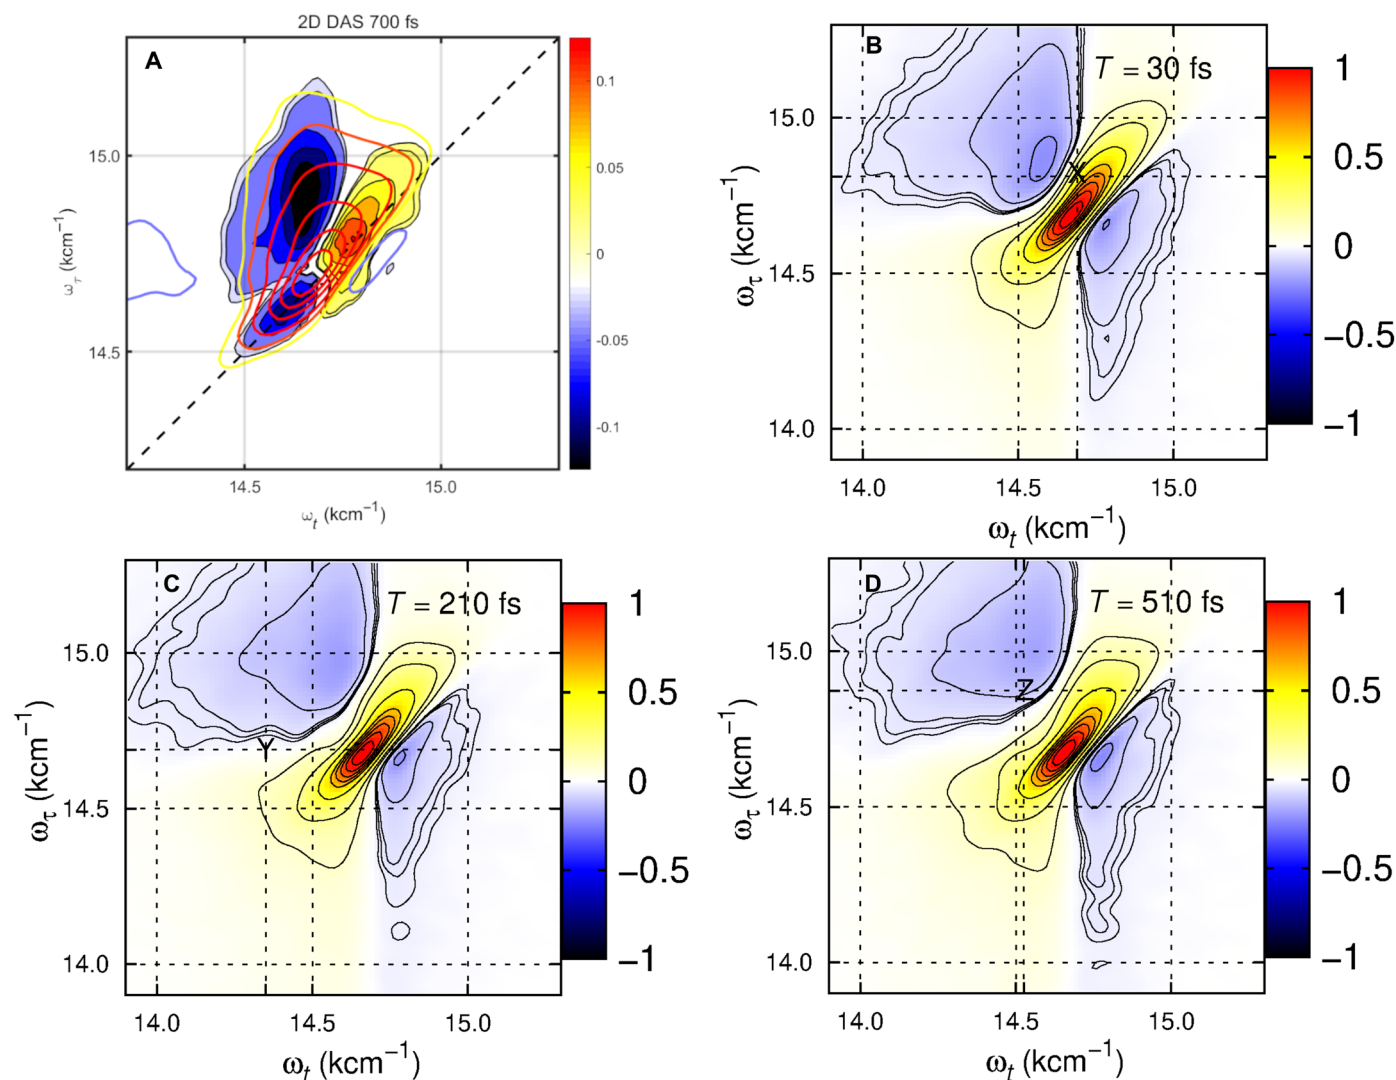 2D DAS 700 fs
A
15.0
14.5
14.5
15.0
ω_τ (kcm⁻¹)
ω_t (kcm⁻¹)
0.1
0.05
0
-0.05
-0.1
B
T = 30 fs
X
15.0
14.5
14.0
14.0
14.5
15.0
ω_τ (kcm⁻¹)
ω_t (kcm⁻¹)
1
0.5
0
−0.5
−1
C
T = 210 fs
Y
15.0
14.5
14.0
14.0
14.5
15.0
ω_τ (kcm⁻¹)
ω_t (kcm⁻¹)
1
0.5
0
−0.5
−1
D
T = 510 fs
Z
15.0
14.5
14.0
14.0
14.5
15.0
ω_τ (kcm⁻¹)
ω_t (kcm⁻¹)
1
0.5
0
−0.5
−1